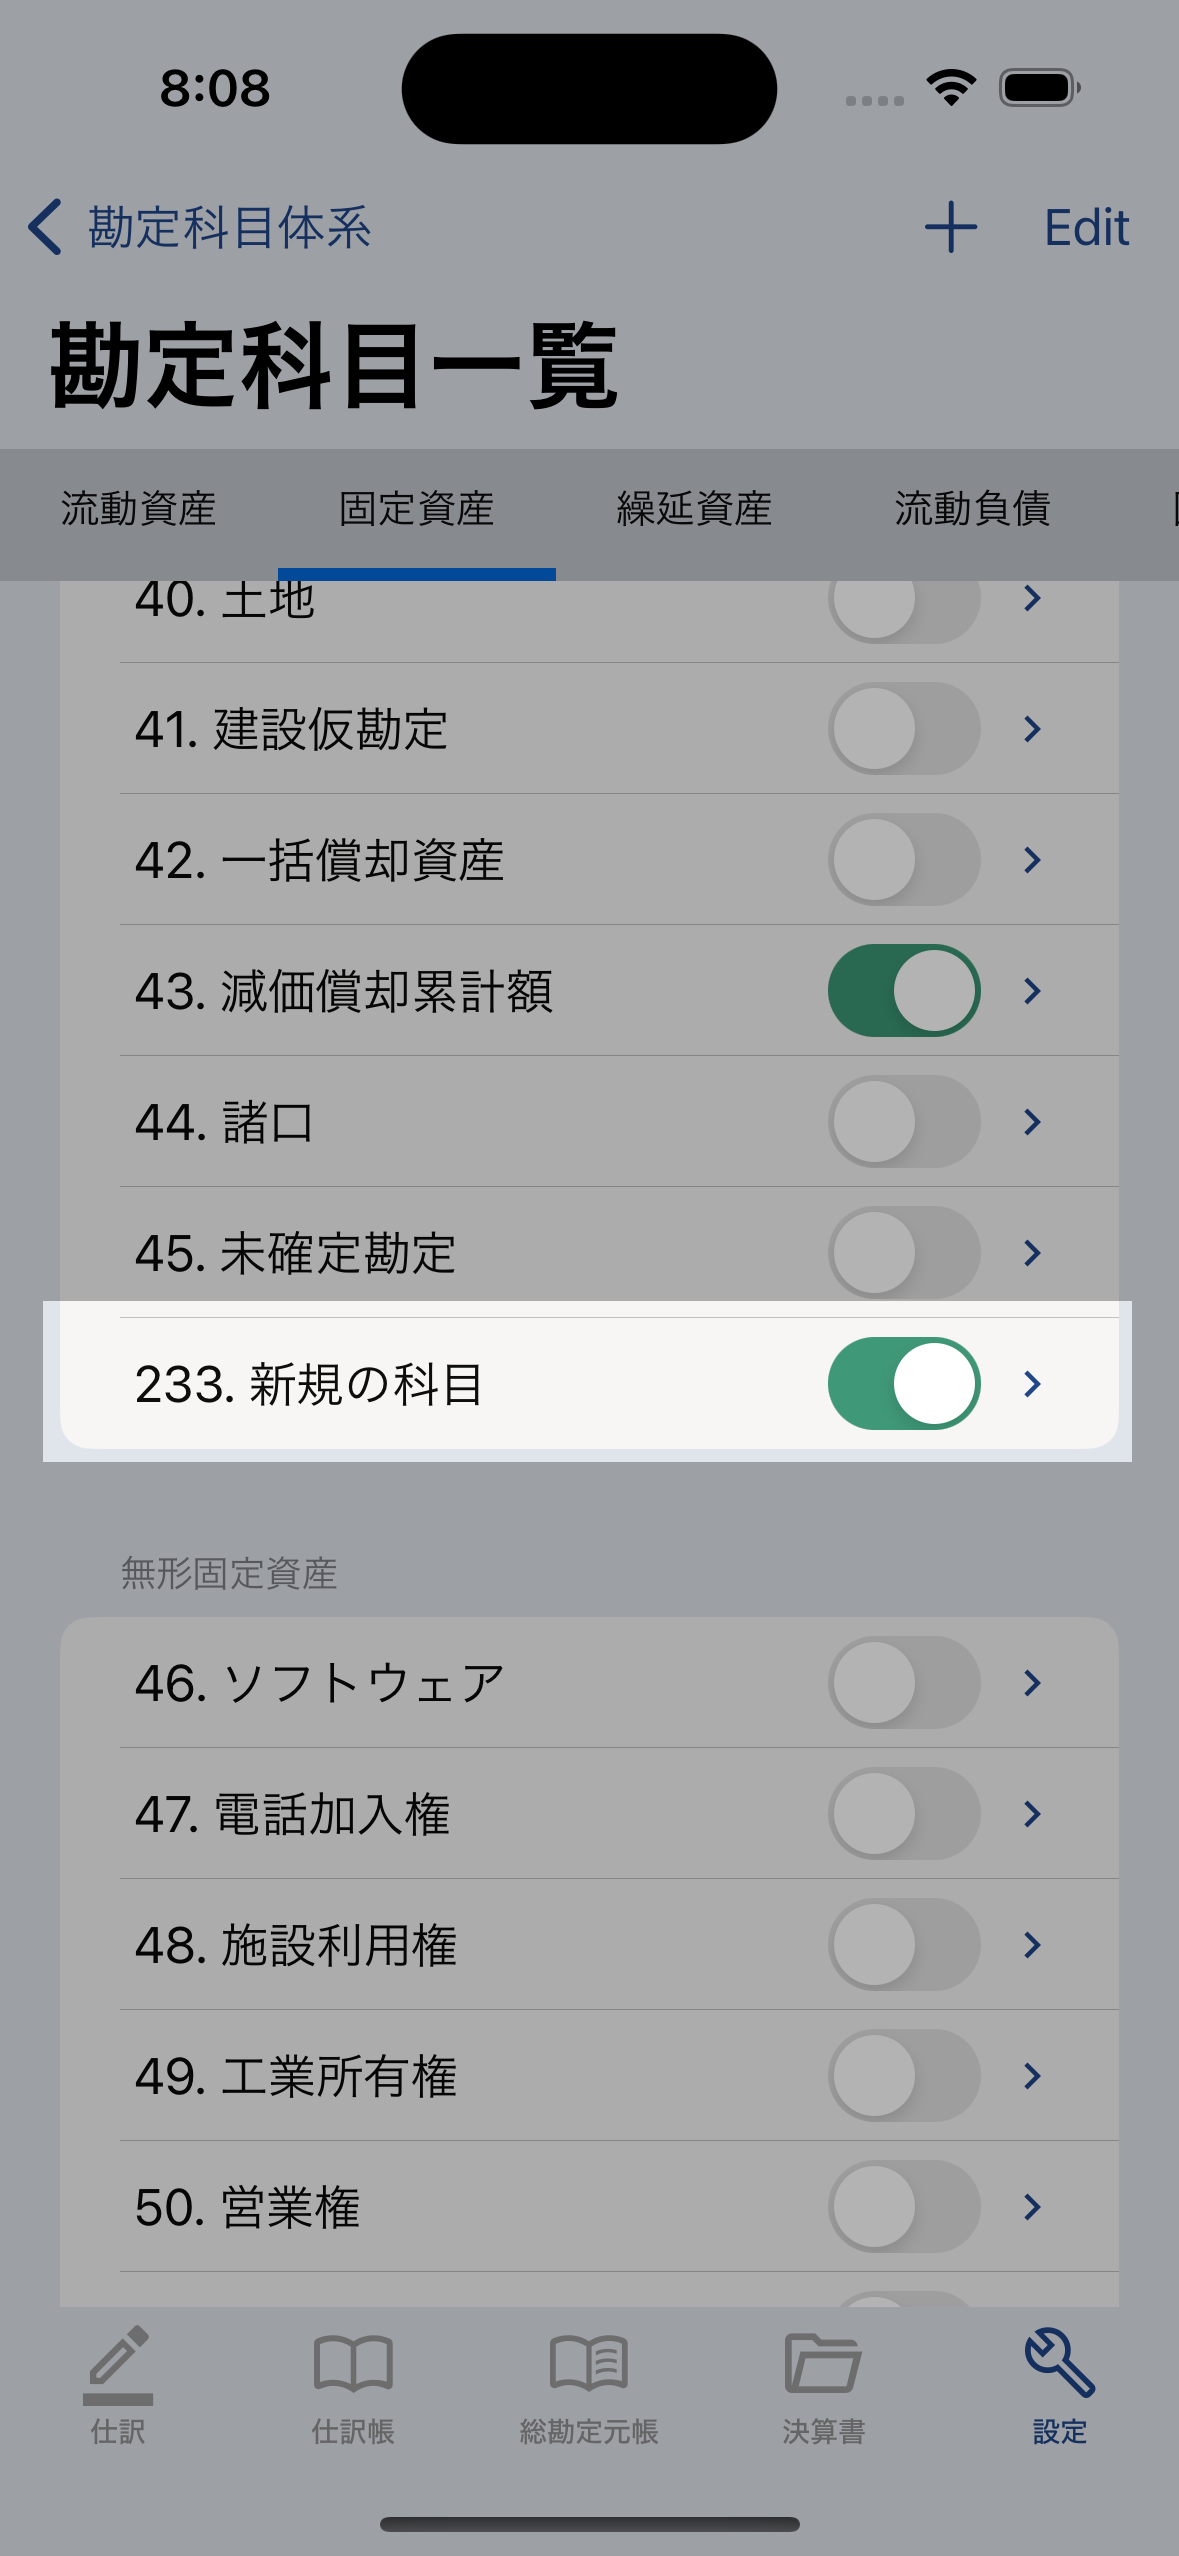 8:08
勘定科目体系
Edit
勘定科目一覧
流動資産 固定資産 繰延資産 流動負債
40. 土地
41. 建設仮勘定
42. 一括償却資産
43. 減価償却累計額
44. 諸口
45. 未確定勘定
233. 新規の科目
無形固定資産
46. ソフトウェア
47. 電話加入権
48. 施設利用権
49. 工業所有権
50. 営業権
仕訳 仕訳帳 総勘定元帳 決算書 設定